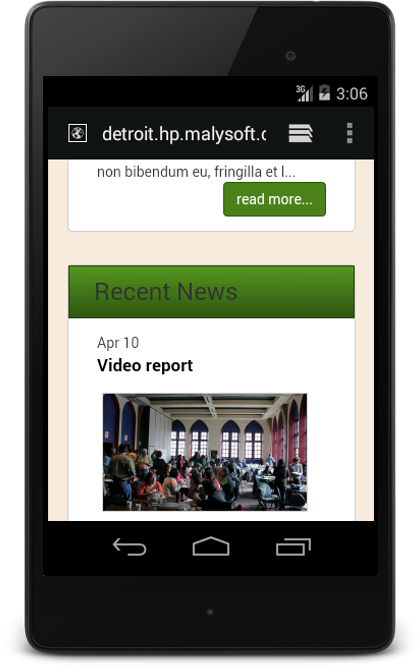 3G 3:06
detroit.hp.malysoft.c
non bibendum eu, fringilla et l...
read more...
Recent News
Apr 10
Video report